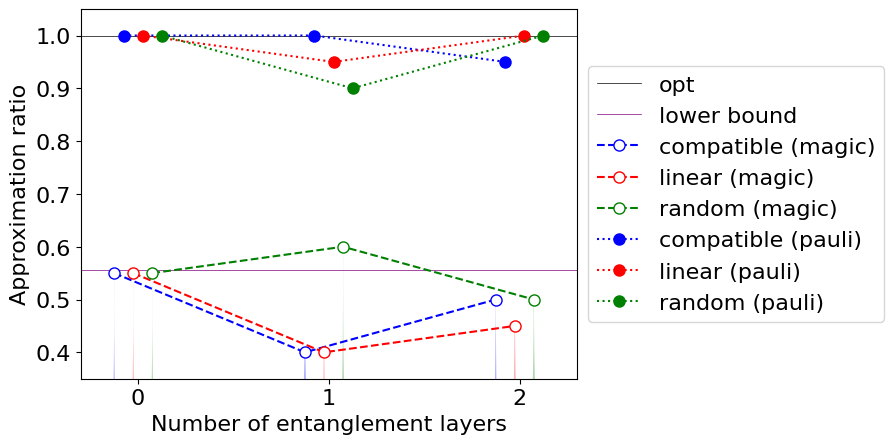 1.0
0.9
0.8
0.7
0.6
0.5
0.4
Approximation ratio
0 1 2
Number of entanglement layers
opt
lower bound
compatible (magic)
linear (magic)
random (magic)
compatible (pauli)
linear (pauli)
random (pauli)